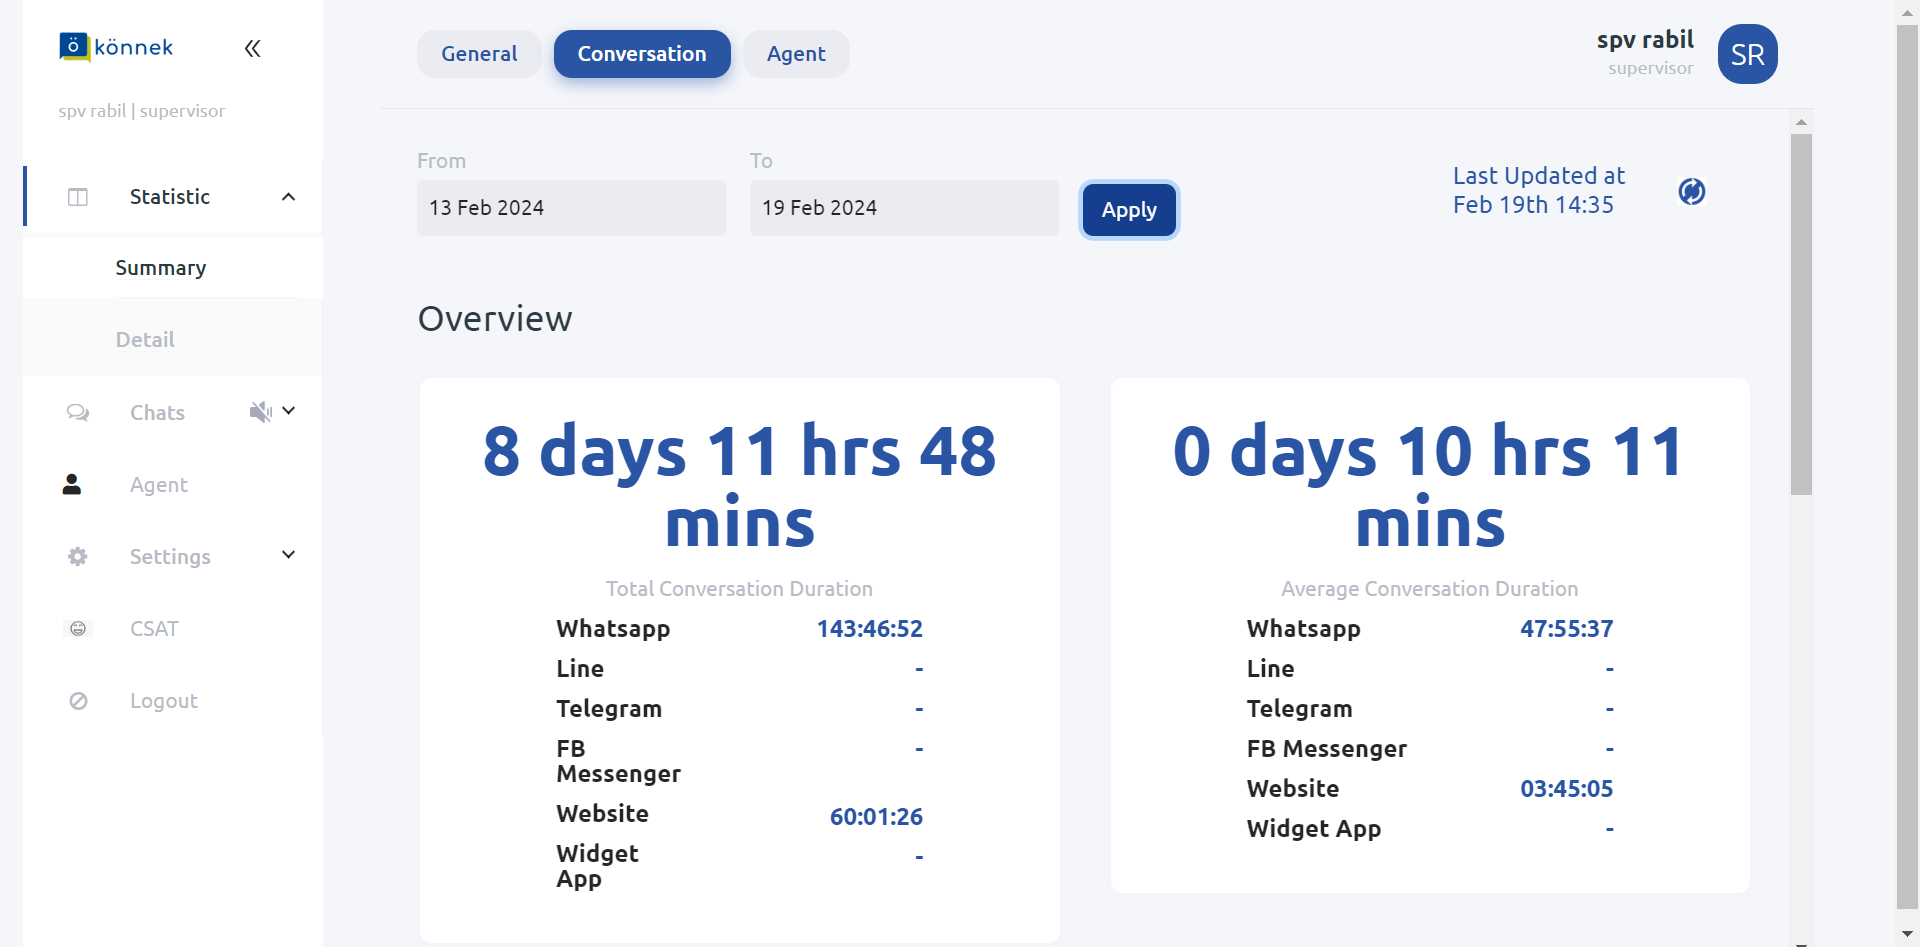 könnek
spv rabil | supervisor
Statistic
Summary
Detail
Chats
Agent
Settings
CSAT
Logout
General
Conversation
Agent
spv rabil
supervisor
SR
From
To
13 Feb 2024
19 Feb 2024
Apply
Last Updated at
Feb 19th 14:35
Overview
8 days 11 hrs 48
mins
Total Conversation Duration
Whatsapp 143:46:52
Line -
Telegram -
FB -
Messenger
Website 60:01:26
Widget -
App
0 days 10 hrs 11
mins
Average Conversation Duration
Whatsapp 47:55:37
Line -
Telegram -
FB Messenger -
Website 03:45:05
Widget App -